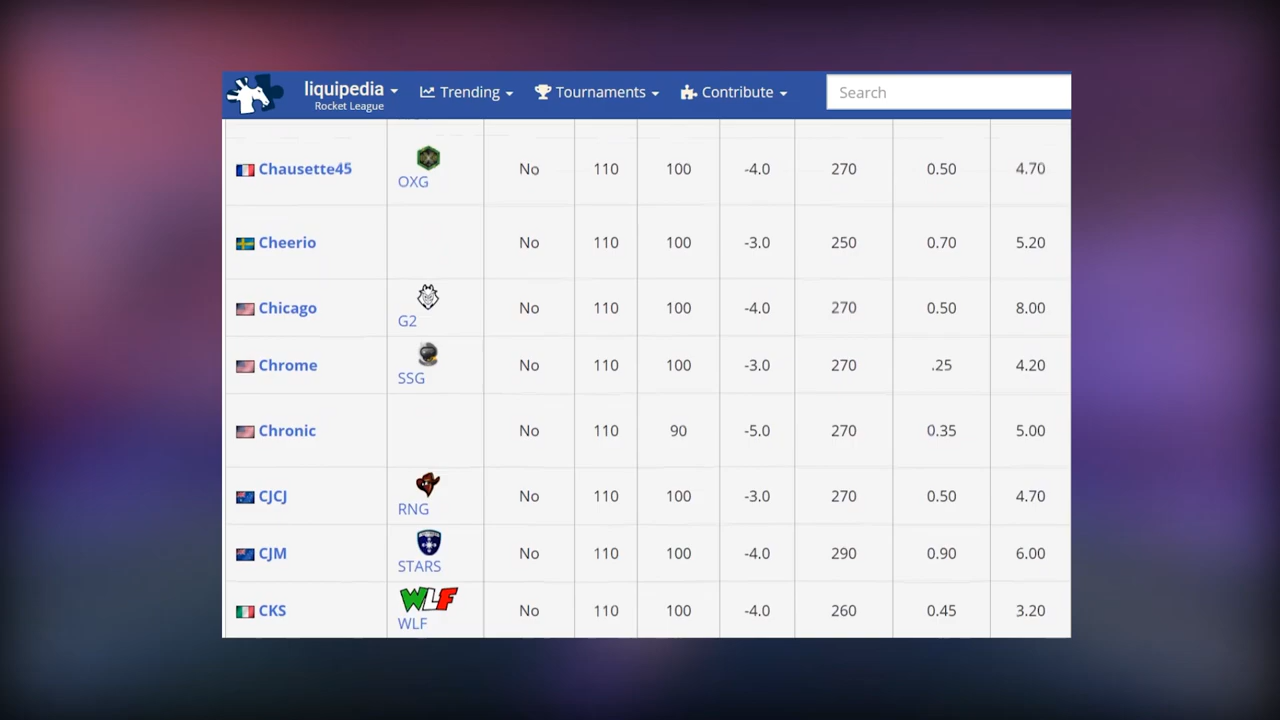 liquipedia
Rocket League
Trending
Tournaments
Contribute
Search
Chausette45 OXG No 110 100 -4.0 270 0.50 4.70
Cheerio No 110 100 -3.0 250 0.70 5.20
Chicago G2 No 110 100 -4.0 270 0.50 8.00
Chrome SSG No 110 100 -3.0 270 .25 4.20
Chronic No 110 90 -5.0 270 0.35 5.00
CJCJ RNG No 110 100 -3.0 270 0.50 4.70
CJM STARS No 110 100 -4.0 290 0.90 6.00
CKS WLF WLF No 110 100 -4.0 260 0.45 3.20